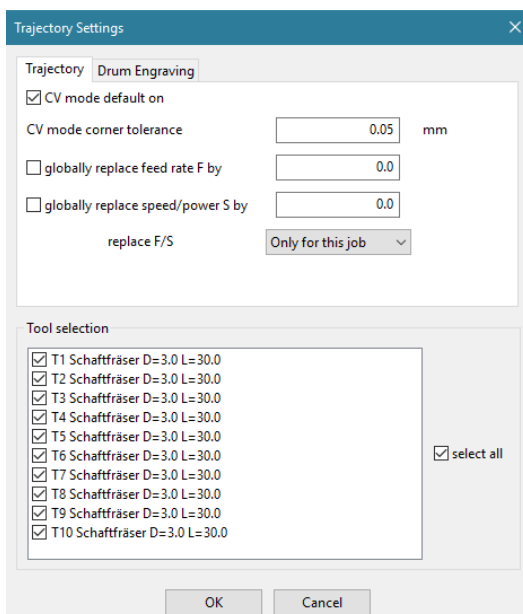 Trajectory Settings
Trajectory Drum Engraving
CV mode default on
CV mode corner tolerance 0.05 mm
globally replace feed rate F by 0.0
globally replace speed/power S by 0.0
replace F/S Only for this job
Tool selection
T1 Schaftfräser D=3.0 L=30.0
T2 Schaftfräser D=3.0 L=30.0
T3 Schaftfräser D=3.0 L=30.0
T4 Schaftfräser D=3.0 L=30.0
T5 Schaftfräser D=3.0 L=30.0
T6 Schaftfräser D=3.0 L=30.0
select all
T7 Schaftfräser D=3.0 L=30.0
T8 Schaftfräser D=3.0 L=30.0
T9 Schaftfräser D=3.0 L=30.0
T10 Schaftfräser D=3.0 L=30.0
OK Cancel